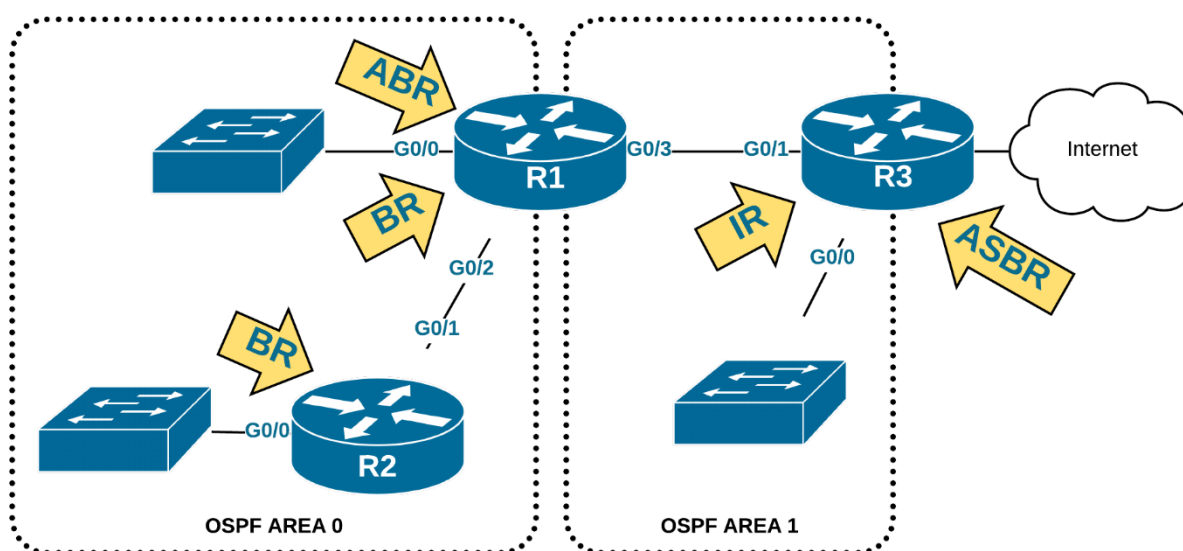 ABR
G0/0
R1
G0/3
G0/1
R3
Internet
BR
IR
G0/2
G0/0
ASBR
G0/1
BR
G0/0
R2
OSPF AREA 0
OSPF AREA 1